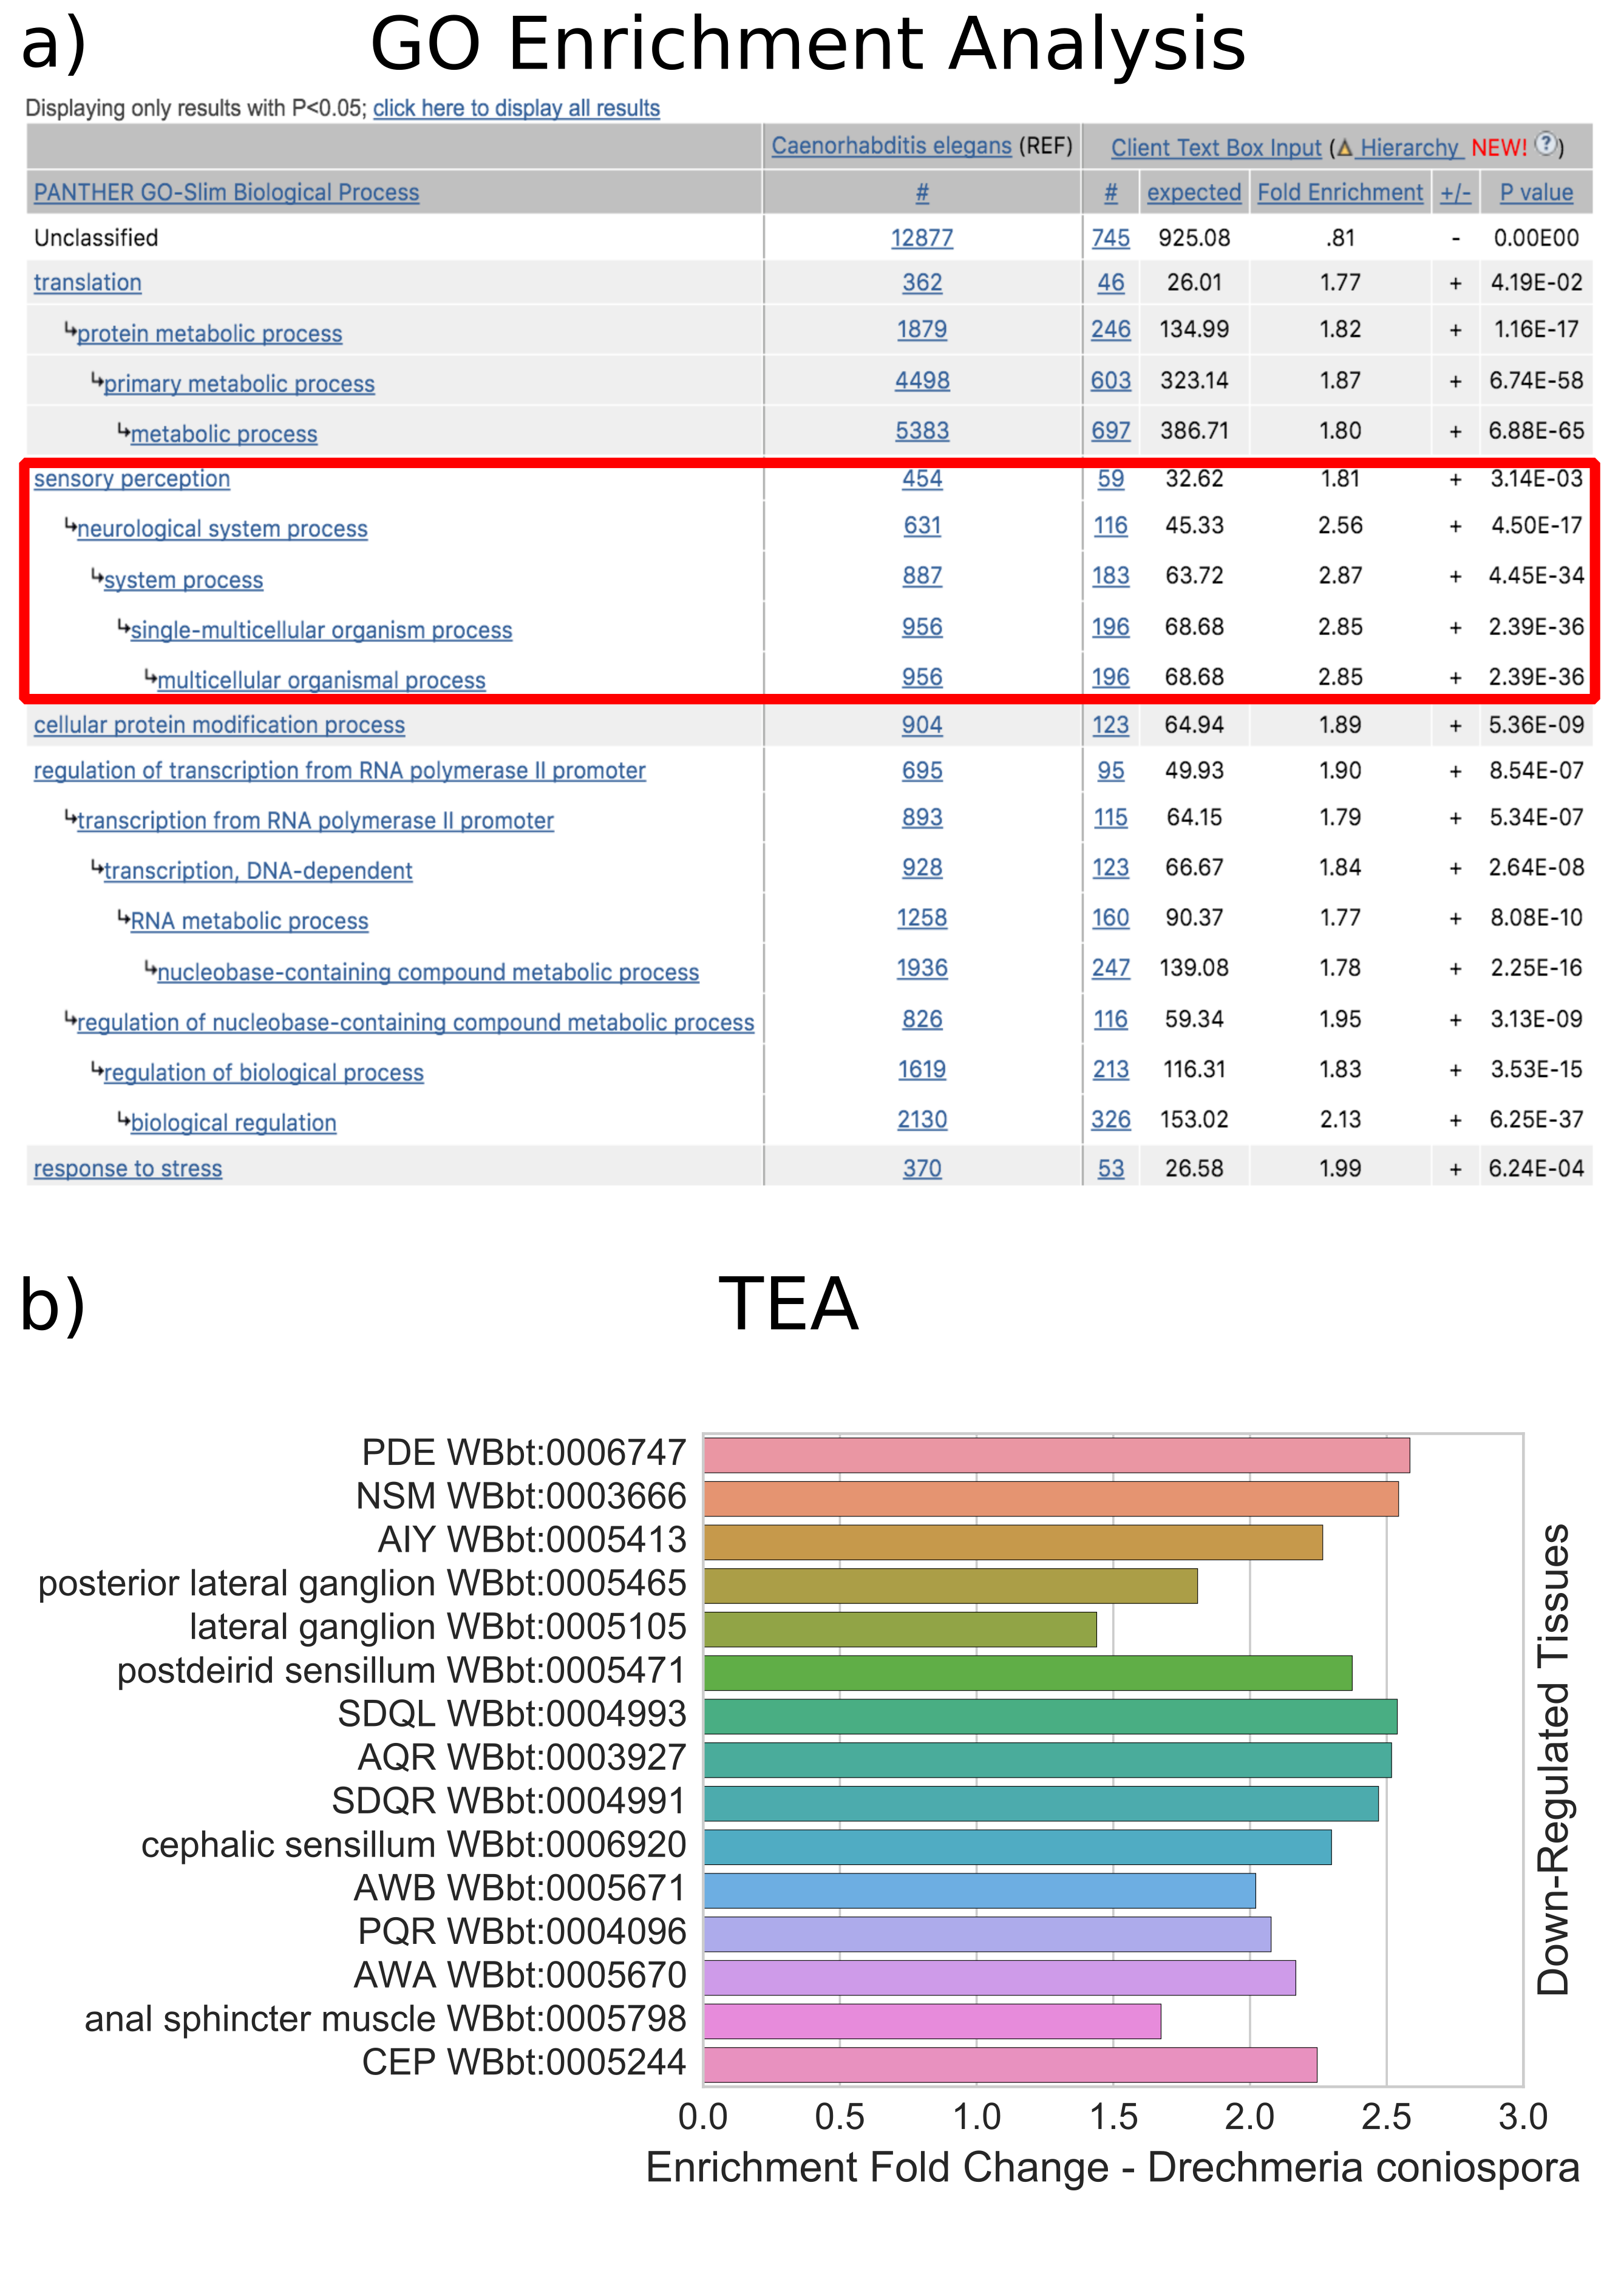 a) GO Enrichment Analysis
Displaying only results with P<0.05; click here to display all results
Caenorhabditis elegans (REF) Client Text Box Input (Δ Hierarchy NEW! ?)
PANTHER GO-Slim Biological Process # # expected Fold Enrichment +/- P value
Unclassified 12877 745 925.08 .81 - 0.00E00
translation 362 46 26.01 1.77 + 4.19E-02
↳protein metabolic process 1879 246 134.99 1.82 + 1.16E-17
↳primary metabolic process 4498 603 323.14 1.87 + 6.74E-58
↳metabolic process 5383 697 386.71 1.80 + 6.88E-65
sensory perception 454 59 32.62 1.81 + 3.14E-03
↳neurological system process 631 116 45.33 2.56 + 4.50E-17
↳system process 887 183 63.72 2.87 + 4.45E-34
↳single-multicellular organism process 956 196 68.68 2.85 + 2.39E-36
↳multicellular organismal process 956 196 68.68 2.85 + 2.39E-36
cellular protein modification process 904 123 64.94 1.89 + 5.36E-09
regulation of transcription from RNA polymerase II promoter 695 95 49.93 1.90 + 8.54E-07
↳transcription from RNA polymerase II promoter 893 115 64.15 1.79 + 5.34E-07
↳transcription, DNA-dependent 928 123 66.67 1.84 + 2.64E-08
↳RNA metabolic process 1258 160 90.37 1.77 + 8.08E-10
↳nucleobase-containing compound metabolic process 1936 247 139.08 1.78 + 2.25E-16
↳regulation of nucleobase-containing compound metabolic process 826 116 59.34 1.95 + 3.13E-09
↳regulation of biological process 1619 213 116.31 1.83 + 3.53E-15
↳biological regulation 2130 326 153.02 2.13 + 6.25E-37
response to stress 370 53 26.58 1.99 + 6.24E-04
b) TEA
PDE WBbt:0006747
NSM WBbt:0003666
AIY WBbt:0005413
posterior lateral ganglion WBbt:0005465
lateral ganglion WBbt:0005105
postdeirid sensillum WBbt:0005471
SDQL WBbt:0004993
AQR WBbt:0003927
SDQR WBbt:0004991
cephalic sensillum WBbt:0006920
AWB WBbt:0005671
PQR WBbt:0004096
AWA WBbt:0005670
anal sphincter muscle WBbt:0005798
CEP WBbt:0005244
Down-Regulated Tissues
0.0 0.5 1.0 1.5 2.0 2.5 3.0
Enrichment Fold Change - Drechmeria coniospora